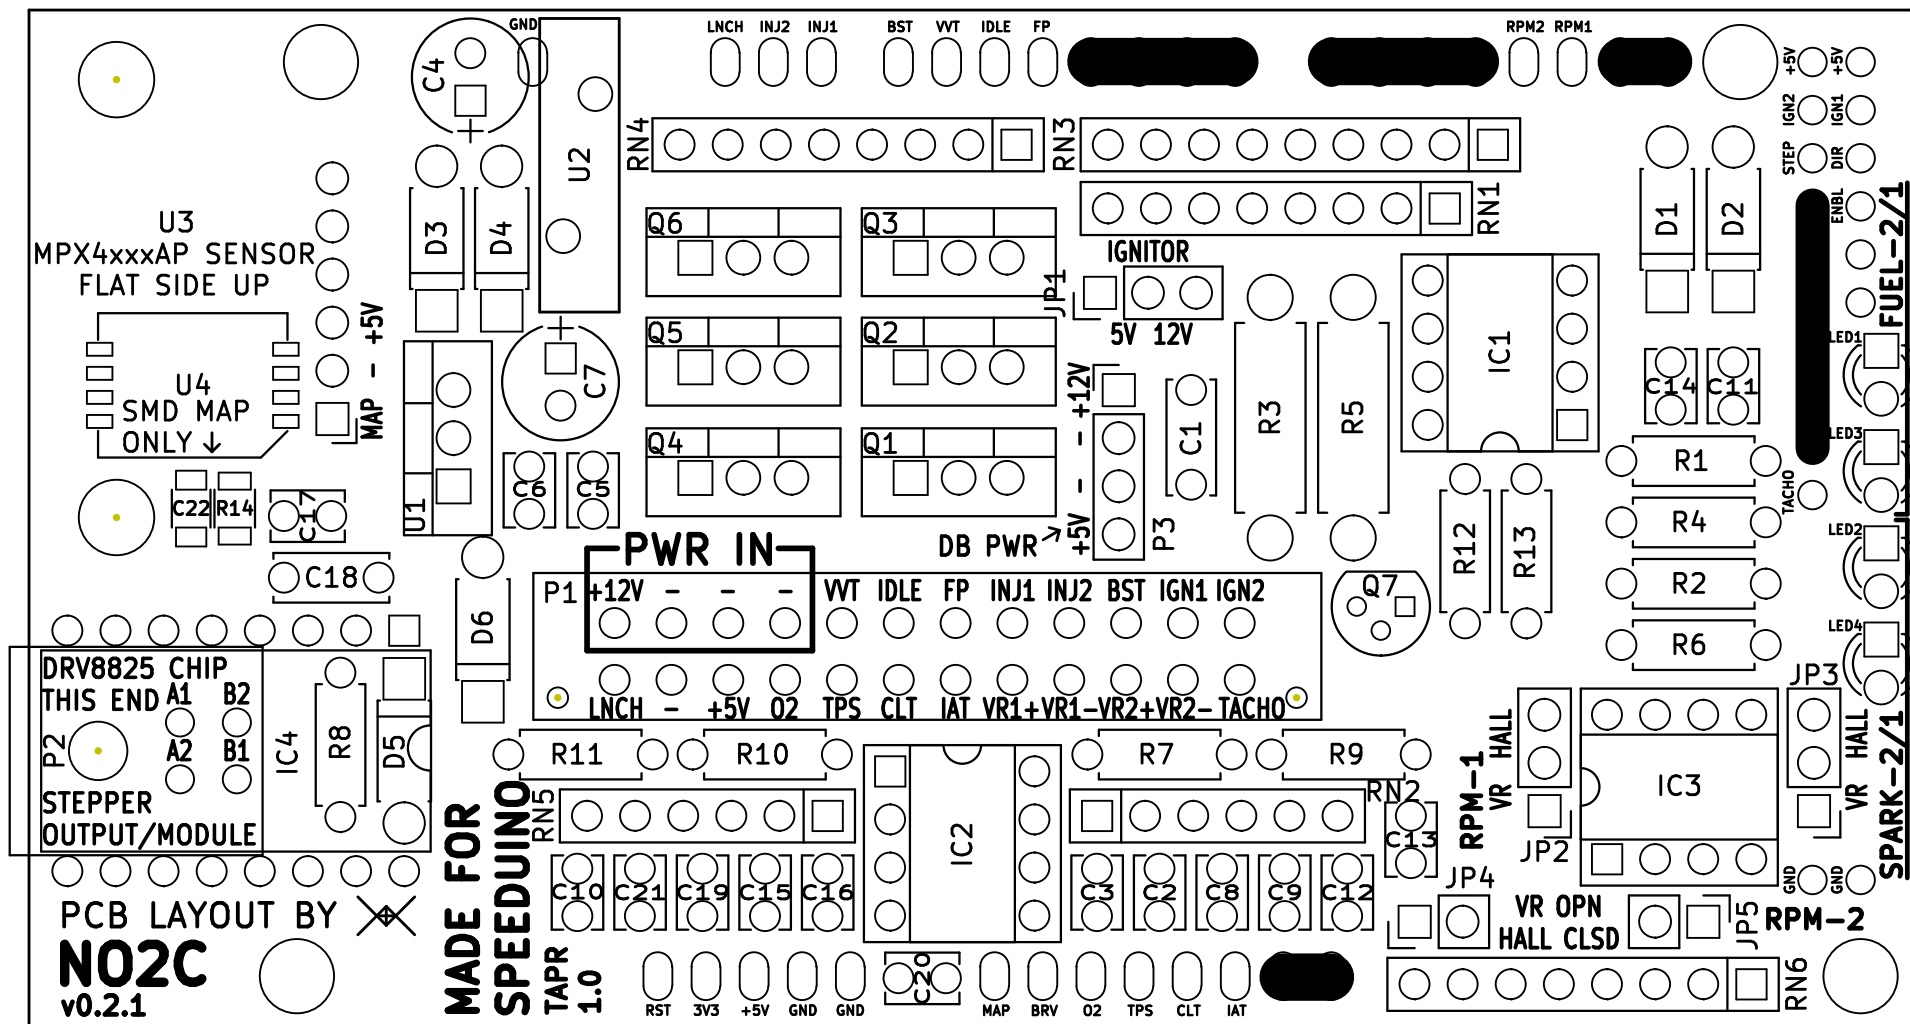 GND
LNCH INJ2 INJ1
BST VVT IDLE FP
RPM2 RPM1
+5V +5V
IGN2 IGN1
STEP DIR
ENBL
TACHO
GND GND
FUEL-2/1
SPARK-2/1
C4
U2
RN4
RN3
RN1
D3
D4
D1
D2
U3
MPX4xxxAP SENSOR
FLAT SIDE UP
U4
SMD MAP
ONLY ↓
MAP - +5V
Q6
Q3
Q5
Q2
Q4
Q1
IGNITOR
JP1
5V 12V
+5V - - +12V
DB PWR
P3
C1
R3
R5
IC1
C14
C11
LED1
LED3
LED2
LED4
R1
R4
R2
R6
R12
R13
Q7
C7
U1
C6
C5
C22
R14
C17
C18
D6
PWR IN
P1
+12V - - - VVT IDLE FP INJ1 INJ2 BST IGN1 IGN2
LNCH - +5V O2 TPS CLT IAT VR1+ VR1- VR2+ VR2- TACHO
DRV8825 CHIP
THIS END
A1 B2
A2 B1
P2
STEPPER
OUTPUT/MODULE
IC4
R8
D5
R11
R10
R7
R9
RN5
RN2
IC2
C13
RPM-1
VR HALL
JP2
IC3
JP3
VR HALL
C10
C21
C19
C15
C16
C3
C2
C8
C9
C12
JP4
VR OPN
HALL CLSD
JP5
RPM-2
RN6
PCB LAYOUT BY
NO2C
v0.2.1
MADE FOR
SPEEDUINO
TAPR
1.0
C20
RST 3V3 +5V GND GND
MAP BRV O2 TPS CLT IAT